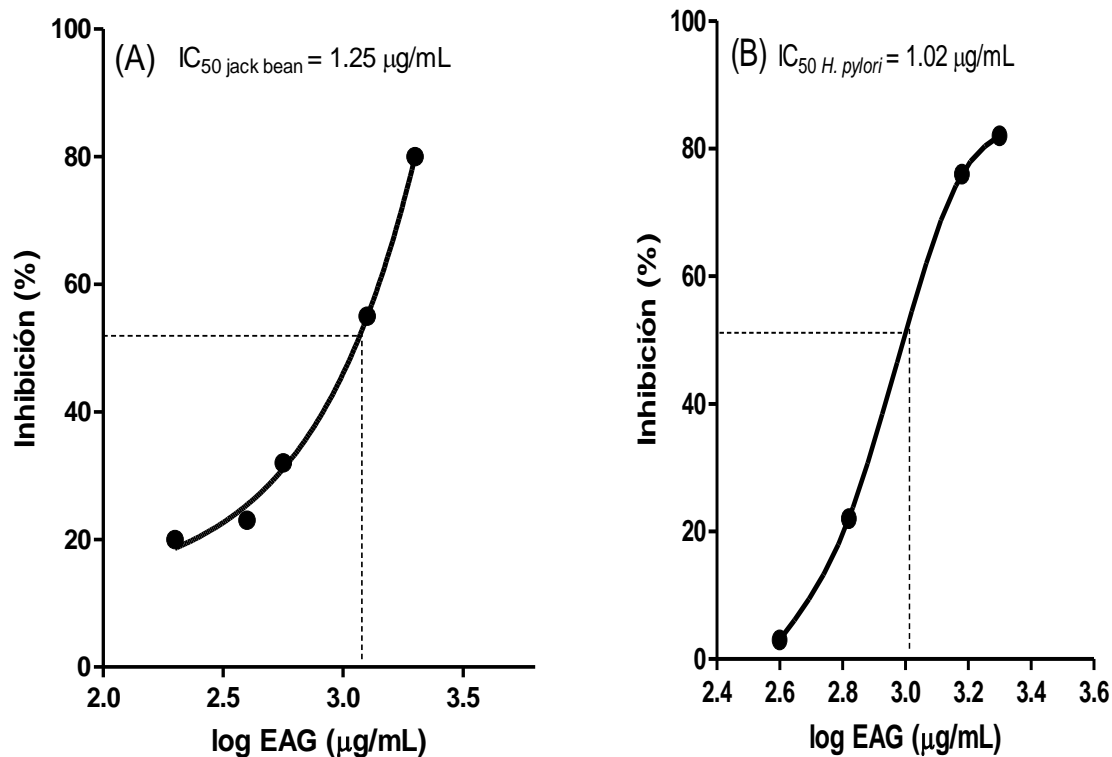 (A) IC50 jack bean = 1.25 μg/mL
100
80
60
40
20
0
Inhibición (%)
2.0 2.5 3.0 3.5
log EAG (μg/mL)
(B) IC50 H. pylori = 1.02 μg/mL
100
80
60
40
20
0
Inhibición (%)
2.4 2.6 2.8 3.0 3.2 3.4 3.6
log EAG (μg/mL)